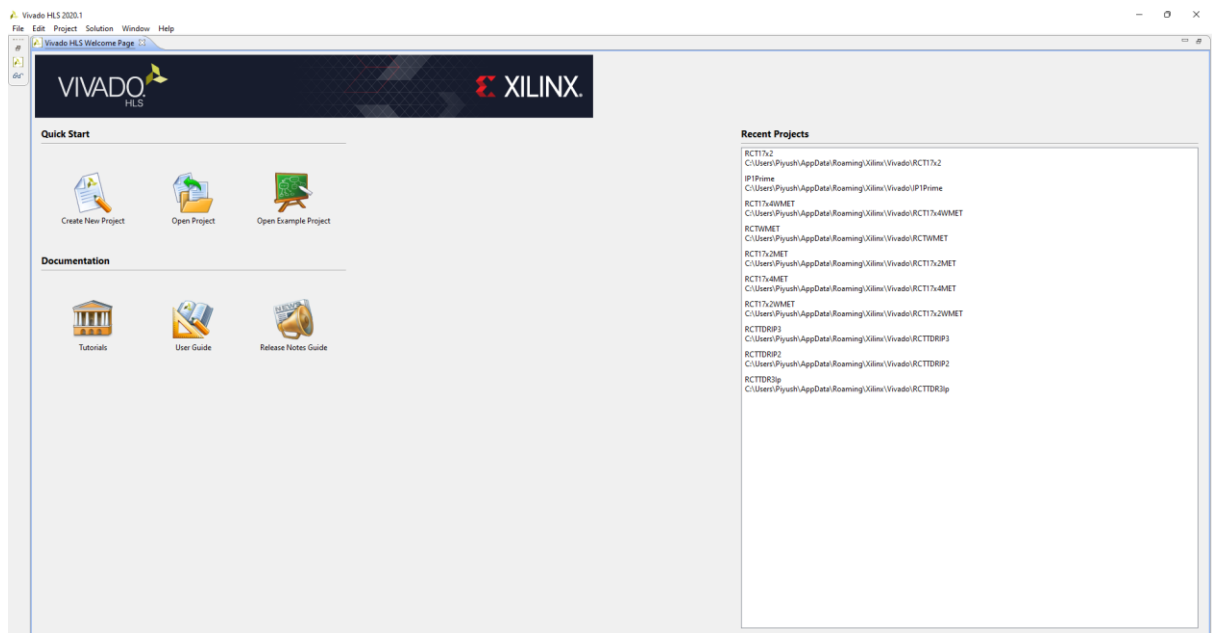 Vivado HLS 2020.1
File Edit Project Solution Window Help
Vivado HLS Welcome Page
VIVADO.
HLS
XILINX.
Quick Start
Create New Project
Open Project
Open Example Project
Documentation
NEWS
Tutorials
User Guide
Release Notes Guide
Recent Projects
RCT17x2
C:\Users\Piyush\AppData\Roaming\Xilinx\Vivado\RCT17x2
IP1Prime
C:\Users\Piyush\AppData\Roaming\Xilinx\Vivado\IP1Prime
RCT17x4WMET
C:\Users\Piyush\AppData\Roaming\Xilinx\Vivado\RCT17x4WMET
RCTWMET
C:\Users\Piyush\AppData\Roaming\Xilinx\Vivado\RCTWMET
RCT17x2MET
C:\Users\Piyush\AppData\Roaming\Xilinx\Vivado\RCT17x2MET
RCT17x4MET
C:\Users\Piyush\AppData\Roaming\Xilinx\Vivado\RCT17x4MET
RCT17x2WMET
C:\Users\Piyush\AppData\Roaming\Xilinx\Vivado\RCT17x2WMET
RCTTDRIP3
C:\Users\Piyush\AppData\Roaming\Xilinx\Vivado\RCTTDRIP3
RCTTDRIP2
C:\Users\Piyush\AppData\Roaming\Xilinx\Vivado\RCTTDRIP2
RCTTDR3Ip
C:\Users\Piyush\AppData\Roaming\Xilinx\Vivado\RCTTDR3Ip